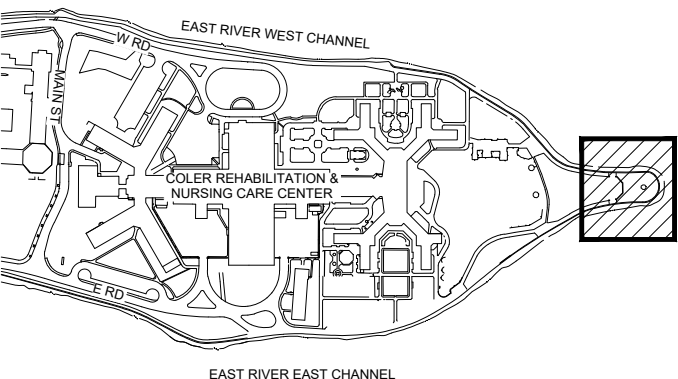 EAST RIVER WEST CHANNEL
W RD
MAIN ST
COLER REHABILITATION &
NURSING CARE CENTER
E RD
EAST RIVER EAST CHANNEL